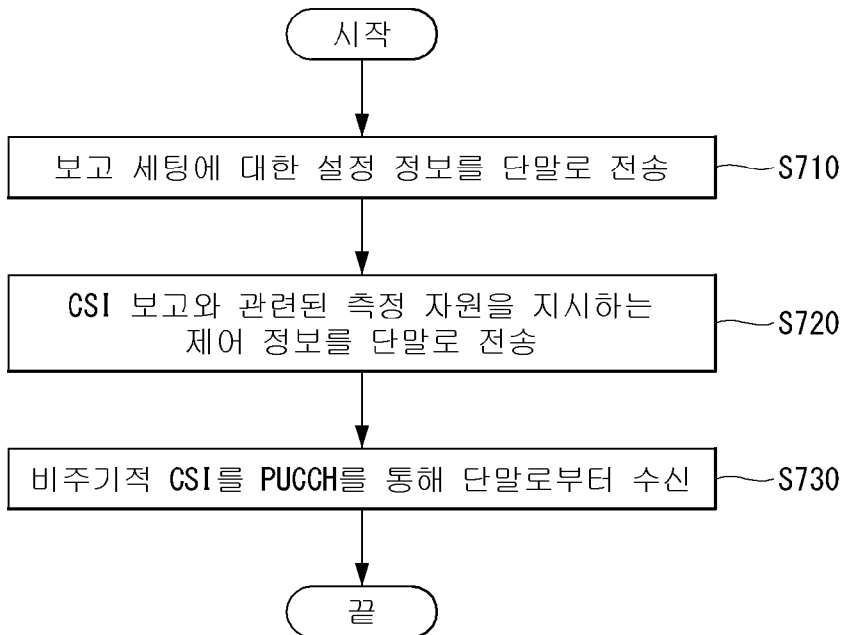 시작
보고 세팅에 대한 설정 정보를 단말로 전송
S710
CSI 보고와 관련된 측정 자원을 지시하는
제어 정보를 단말로 전송
S720
비주기적 CSI를 PUCCH를 통해 단말로부터 수신
S730
끝